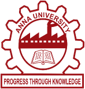 ANNA UNIVERSITY
PROGRESS THROUGH KNOWLEDGE